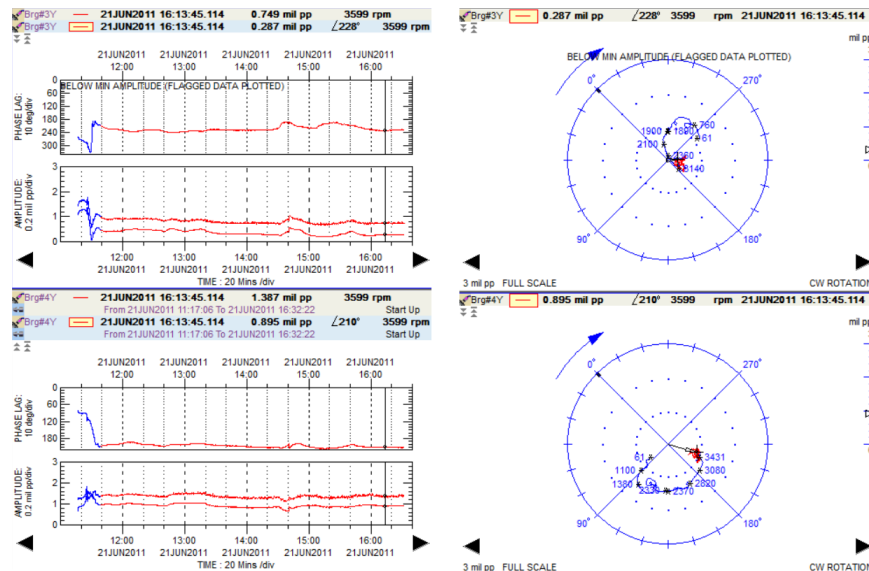 Brg#3Y 21JUN2011 16:13:45.114 0.749 mil pp 3599 rpm
Brg#3Y 21JUN2011 16:13:45.114 0.287 mil pp ∠228° 3599 rpm
21JUN2011 21JUN2011 21JUN2011 21JUN2011 21JUN2011
12:00 13:00 14:00 15:00 16:00
BELOW MIN AMPLITUDE (FLAGGED DATA PLOTTED)
PHASE LAG:
10 deg/div
0
60
120
180
240
300
AMPLITUDE:
0.2 mil pp/div
3
2
1
0
12:00 13:00 14:00 15:00 16:00
21JUN2011 21JUN2011 21JUN2011 21JUN2011 21JUN2011
TIME : 20 Mins /div
Brg#3Y 0.287 mil pp ∠228° 3599 rpm 21JUN2011 16:13:45.114
mil pp
BELOW MIN AMPLITUDE (FLAGGED DATA PLOTTED)
0° 270°
1900 1800 760
2100 61
2360
3140
90° 180°
3 mil pp FULL SCALE CW ROTATION
Brg#4Y 21JUN2011 16:13:45.114 1.387 mil pp 3599 rpm
From 21JUN2011 11:17:06 To 21JUN2011 16:32:22 Start Up
Brg#4Y 21JUN2011 16:13:45.114 0.895 mil pp ∠210° 3599 rpm
From 21JUN2011 11:17:06 To 21JUN2011 16:32:22 Start Up
21JUN2011 21JUN2011 21JUN2011 21JUN2011 21JUN2011
12:00 13:00 14:00 15:00 16:00
PHASE LAG:
10 deg/div
0
60
120
180
AMPLITUDE:
0.2 mil pp/div
3
2
1
0
12:00 13:00 14:00 15:00 16:00
21JUN2011 21JUN2011 21JUN2011 21JUN2011 21JUN2011
TIME : 20 Mins /div
Brg#4Y 0.895 mil pp ∠210° 3599 rpm 21JUN2011 16:13:45.114
mil pp
0° 270°
61 3431
1100 3080
1380 2370 2820
90° 180°
3 mil pp FULL SCALE CW ROTATION